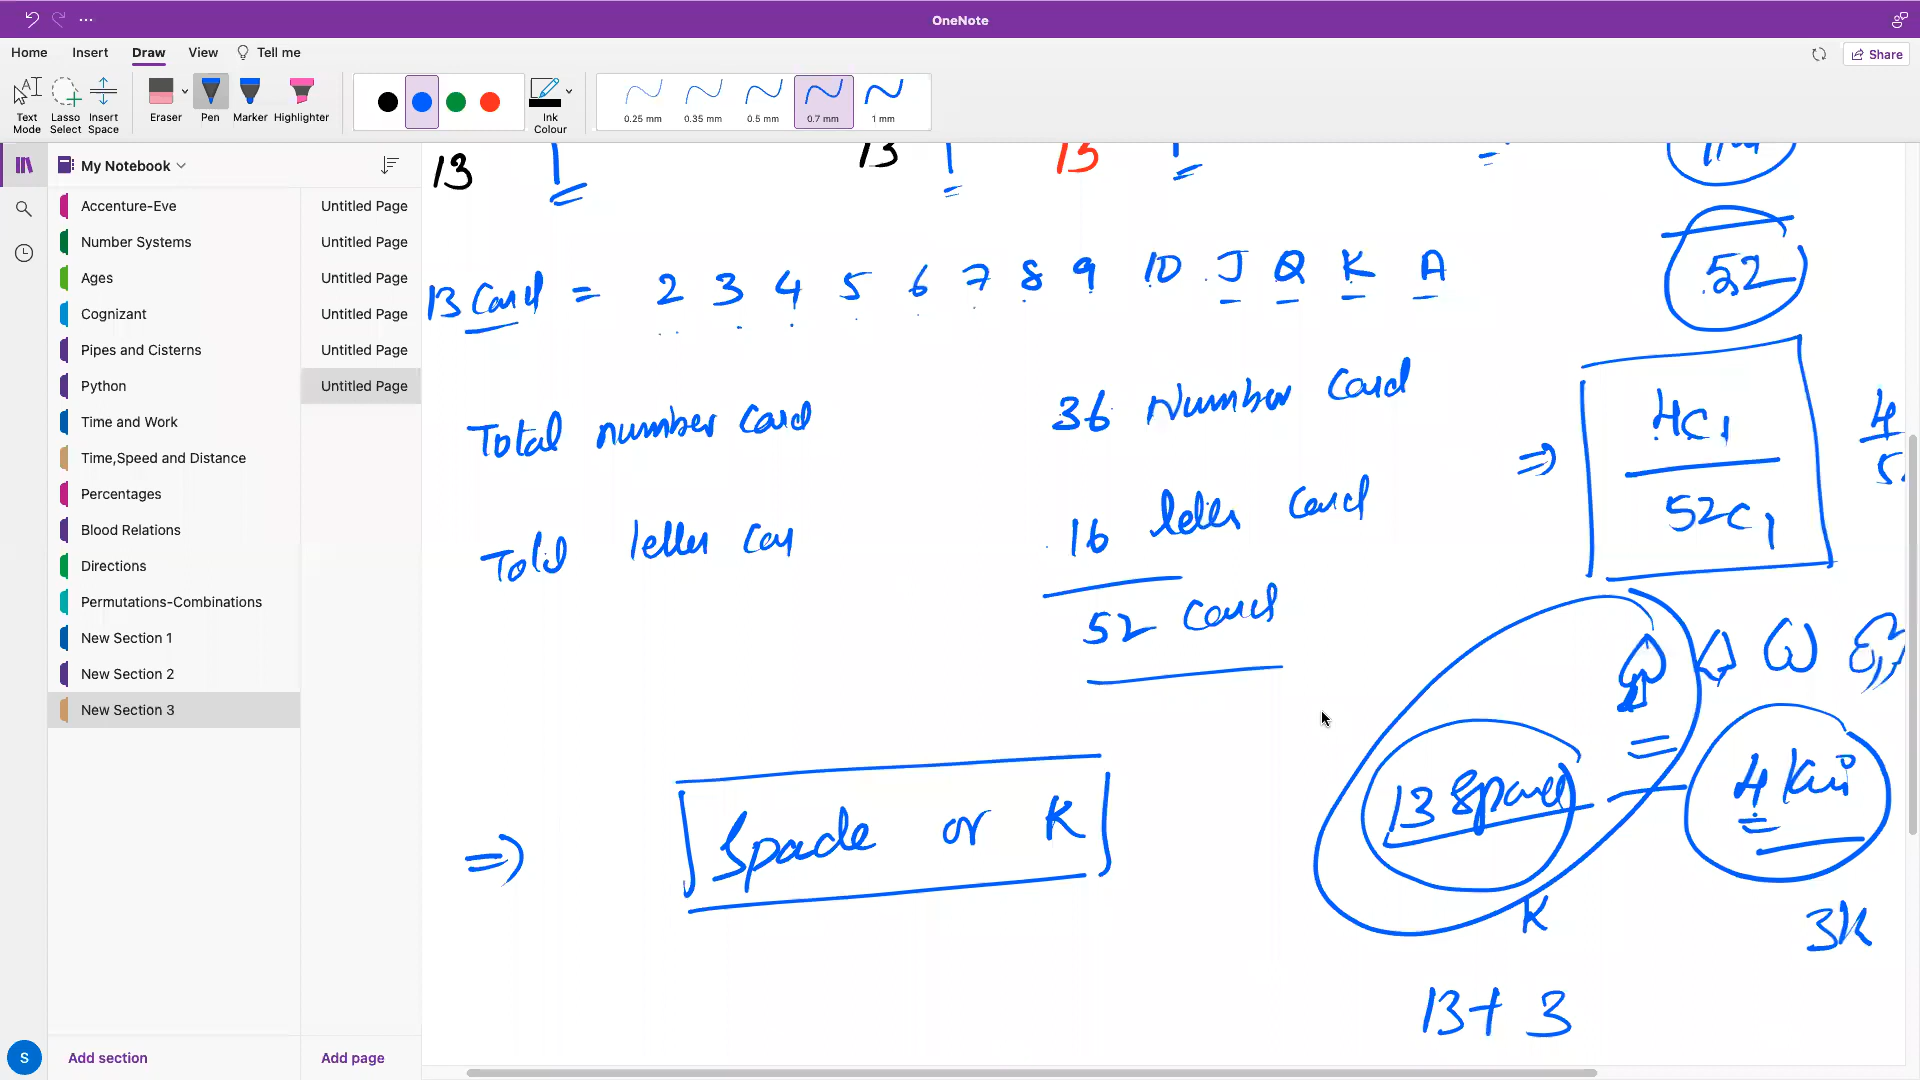 OneNote
Home Insert Draw View Tell me
Share
Text Mode
Lasso Select
Insert Space
Eraser
Pen
Marker
Highlighter
Ink Colour
0.25 mm
0.35 mm
0.5 mm
0.7 mm
1 mm
My Notebook
Accenture-Eve
Number Systems
Ages
Cognizant
Pipes and Cisterns
Python
Time and Work
Time,Speed and Distance
Percentages
Blood Relations
Directions
Permutations-Combinations
New Section 1
New Section 2
New Section 3
Untitled Page
Untitled Page
Untitled Page
Untitled Page
Untitled Page
Untitled Page
S
Add section
Add page
13 13 13
52
13 Card = 2 3 4 5 6 7 8 9 10 J Q K A
Total number card 36 Number Card
⇒ 4C1
52C1
4
5
Total letter Car 16 letter Card
52 Card
⇒ Spade or K
13 Spade
4 Kin
K
3K
13+ 3